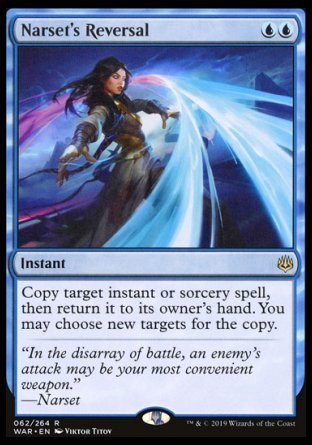 Narset's Reversal
Instant
Copy target instant or sorcery spell,
then return it to its owner's hand. You
may choose new targets for the copy.
"In the disarray of battle, an enemy's
attack may be your most convenient
weapon."
—Narset
062/264 R
WAR • EN Viktor Titov
™ & © 2019 Wizards of the Coast